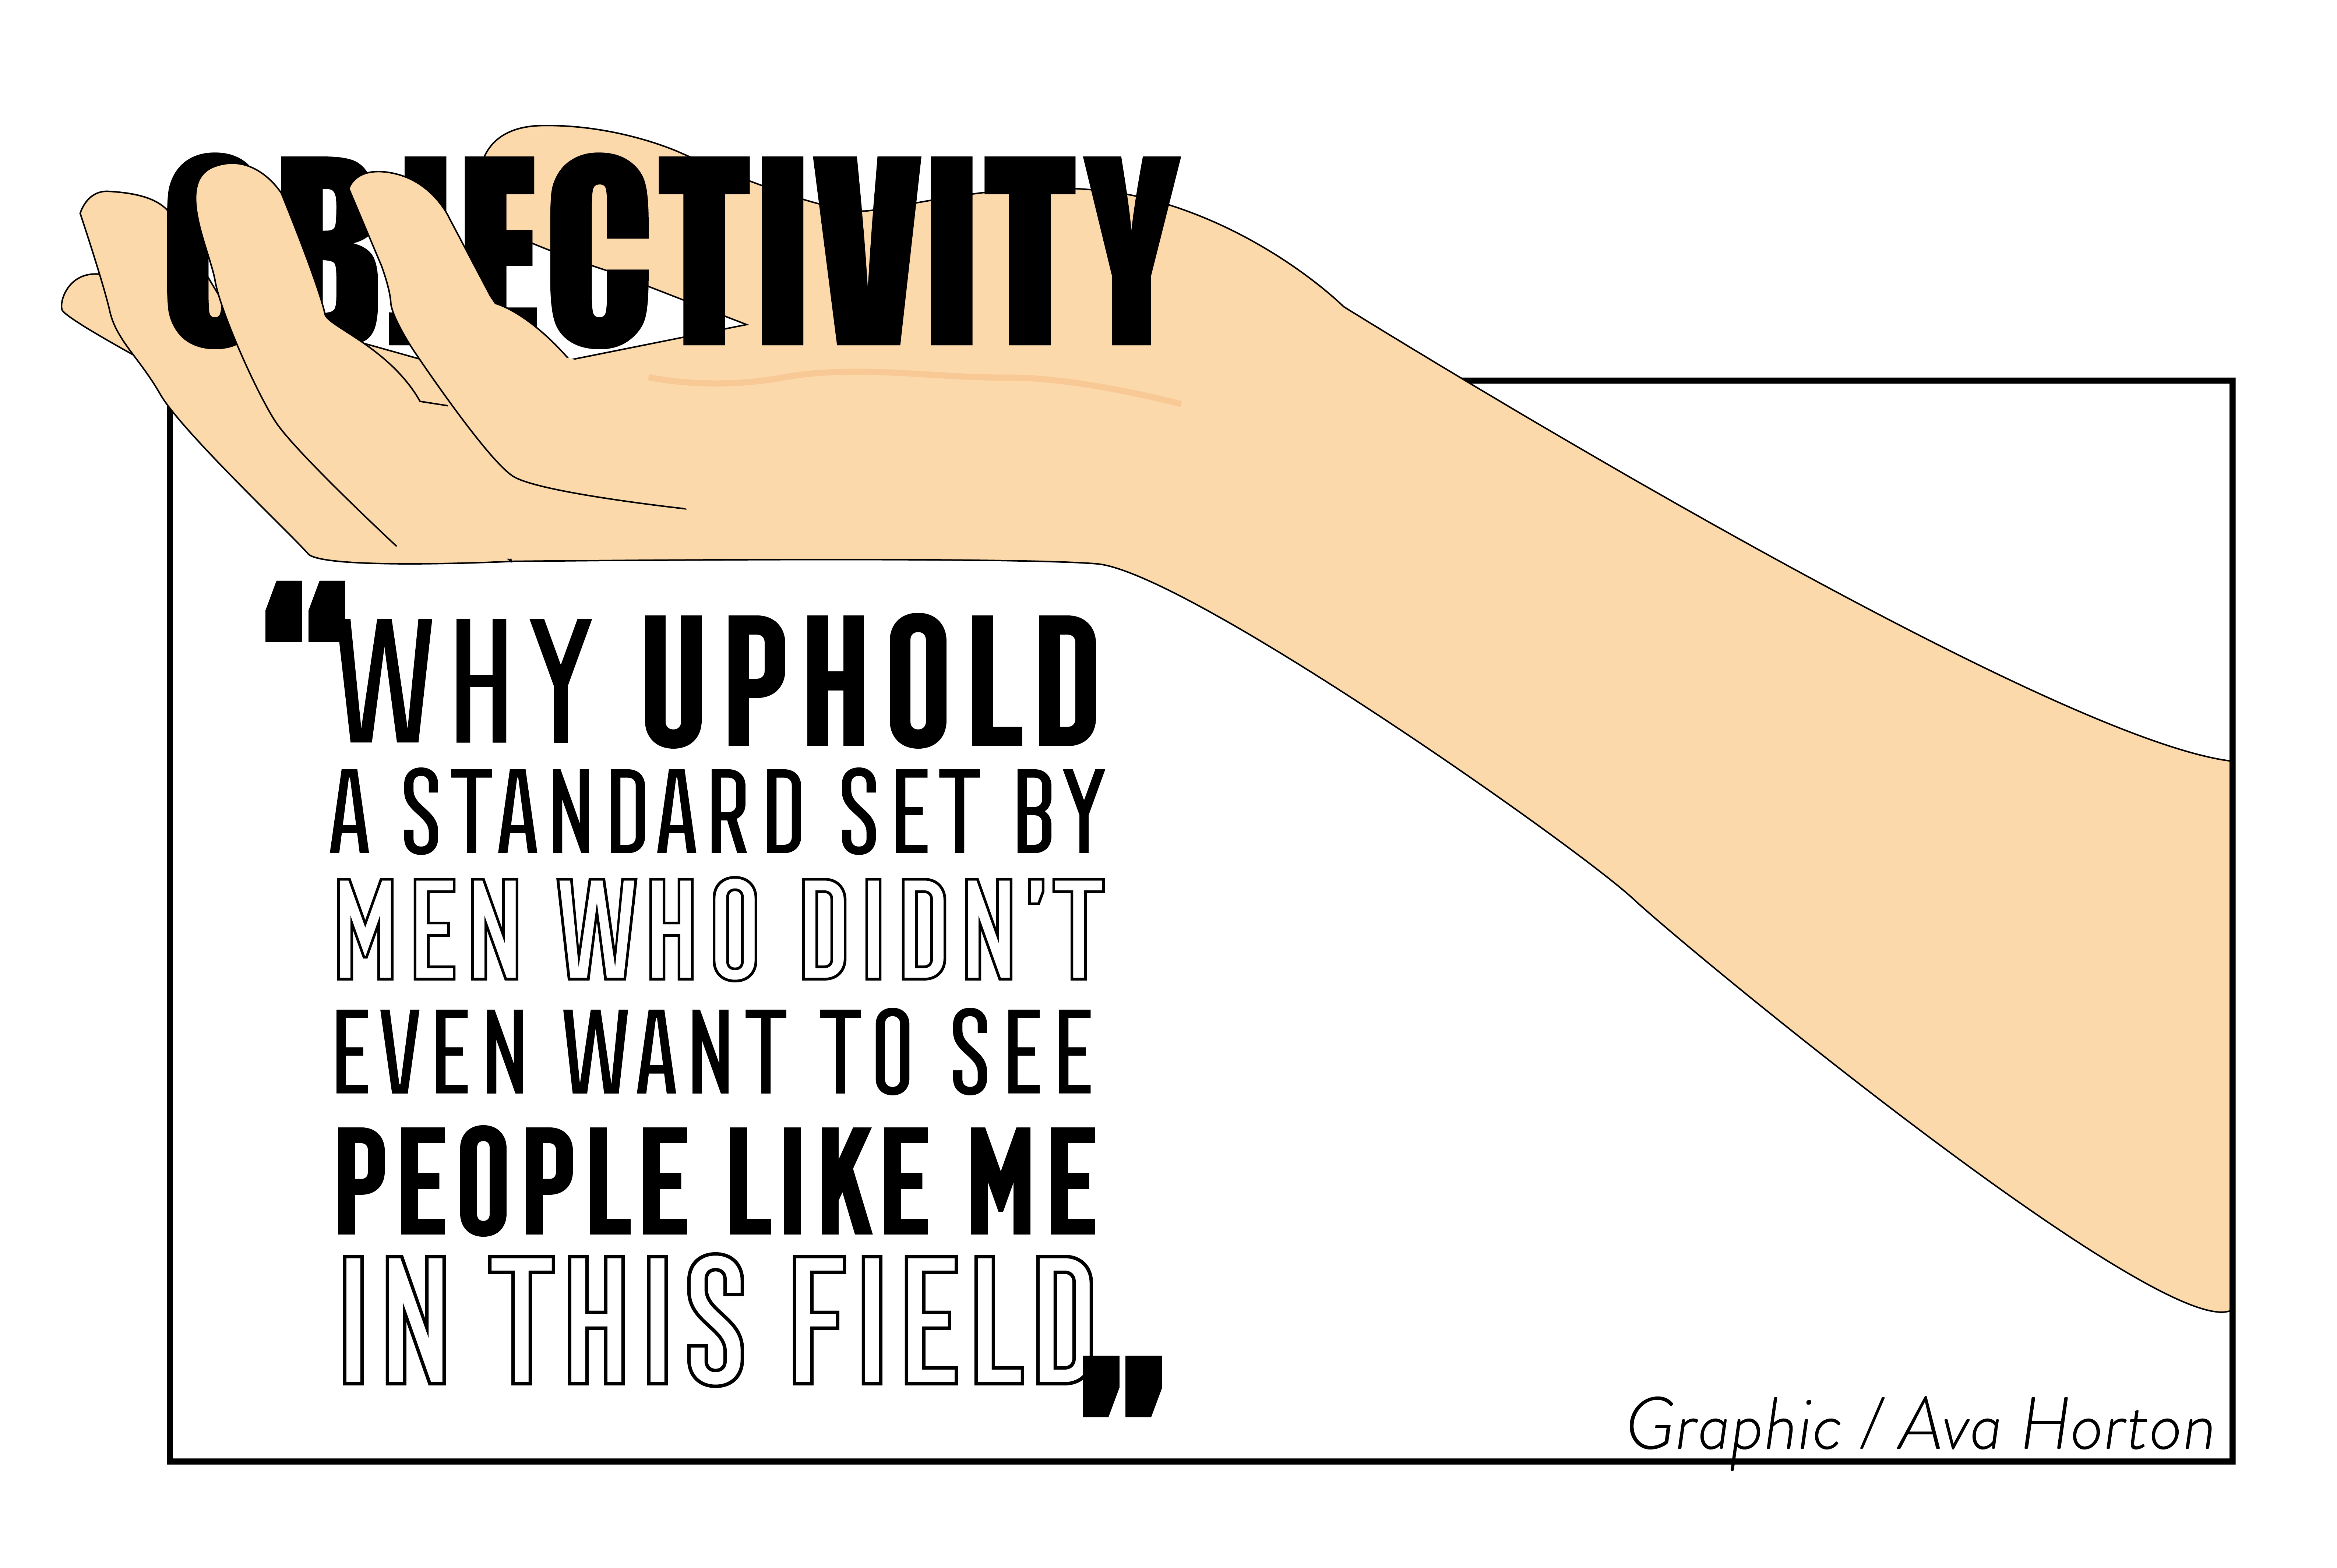 OBJECTIVITY
“WHY UPHOLD
A STANDARD SET BY
MEN WHO DIDN'T
EVEN WANT TO SEE
PEOPLE LIKE ME
IN THIS FIELD”
Graphic / Ava Horton